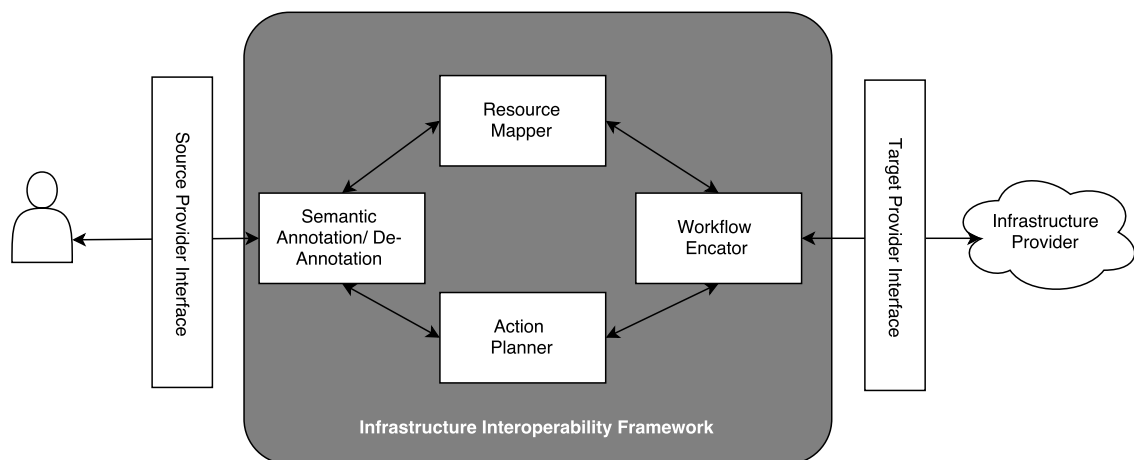 Source Provider Interface
Semantic
Annotation/ De-
Annotation
Resource
Mapper
Action
Planner
Workflow
Encator
Infrastructure Interoperability Framework
Target Provider Interface
Infrastructure
Provider